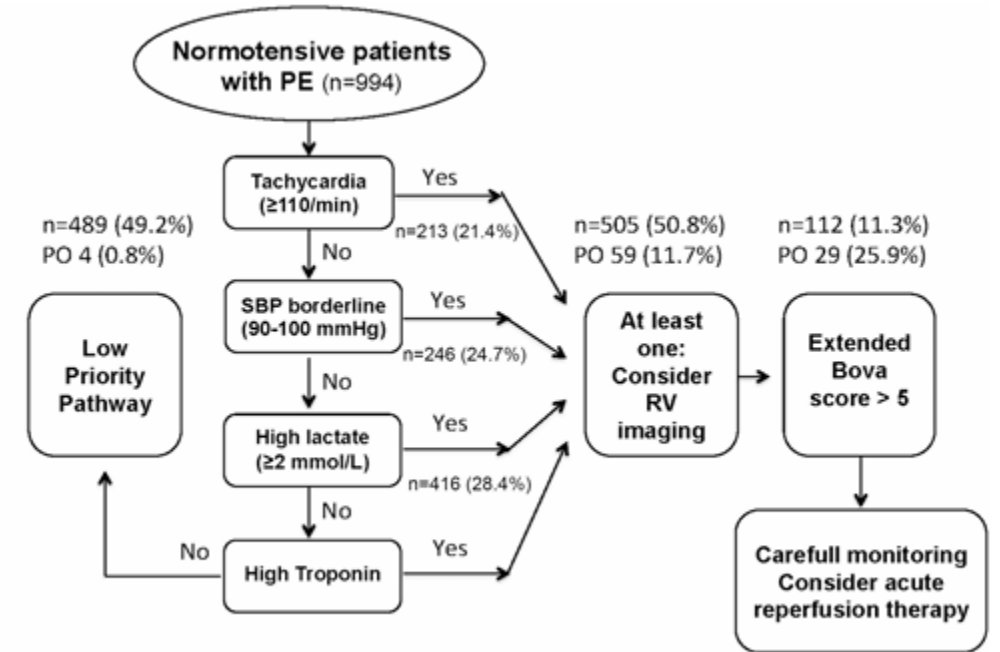 Normotensive patients
with PE (n=994)
Tachycardia
(≥110/min)
Yes
n=213 (21.4%)
No
SBP borderline
(90-100 mmHg)
Yes
n=246 (24.7%)
No
High lactate
(≥2 mmol/L)
Yes
n=416 (28.4%)
No
High Troponin
Yes
No
n=489 (49.2%)
PO 4 (0.8%)
Low
Priority
Pathway
n=505 (50.8%)
PO 59 (11.7%)
At least
one:
Consider
RV
imaging
n=112 (11.3%)
PO 29 (25.9%)
Extended
Bova
score > 5
Carefull monitoring
Consider acute
reperfusion therapy